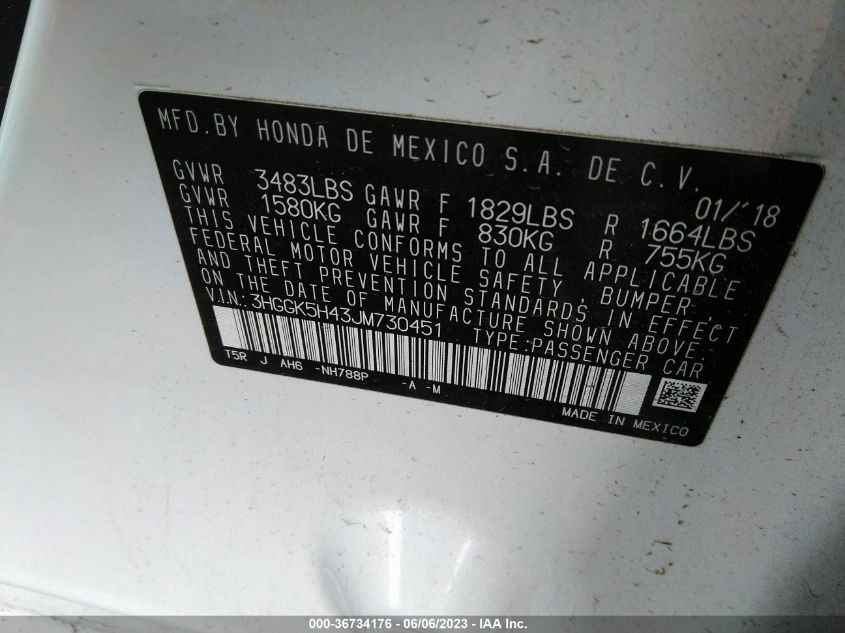 MFD.BY HONDA DE MEXICO S.A. DE C.V. 01/'18
GVWR 3483LBS GAWR F 1829LBS R 1664LBS
GVWR 1580KG GAWR F 830KG R 755KG
THIS VEHICLE CONFORMS TO ALL APPLICABLE
FEDERAL MOTOR VEHICLE SAFETY, BUMPER,
AND THEFT PREVENTION STANDARDS IN EFFECT
ON THE DATE OF MANUFACTURE SHOWN ABOVE.
V.I.N.: 3HGGK5H43JM730451 TYPE:PASSENGER CAR
T5R J AH6 -NH788P -A -M
MADE IN MEXICO
000-36734176 - 06/06/2023 - IAA Inc.